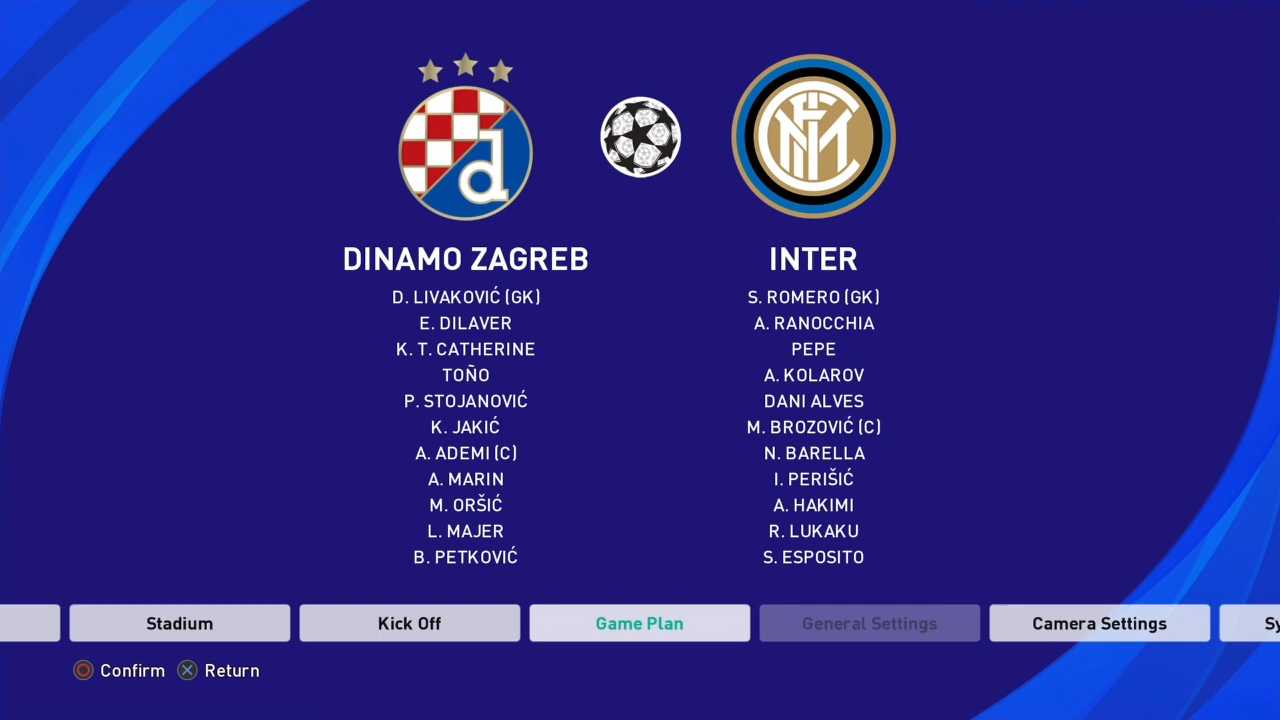 DINAMO ZAGREB
D. LIVAKOVIĆ (GK)
E. DILAVER
K. T. CATHERINE
TOÑO
P. STOJANOVIĆ
K. JAKIĆ
A. ADEMI (C)
A. MARIN
M. ORŠIĆ
L. MAJER
B. PETKOVIĆ
INTER
S. ROMERO (GK)
A. RANOCCHIA
PEPE
A. KOLAROV
DANI ALVES
M. BROZOVIĆ (C)
N. BARELLA
I. PERIŠIĆ
A. HAKIMI
R. LUKAKU
S. ESPOSITO
Stadium
Kick Off
Game Plan
General Settings
Camera Settings
Sy
Confirm
Return